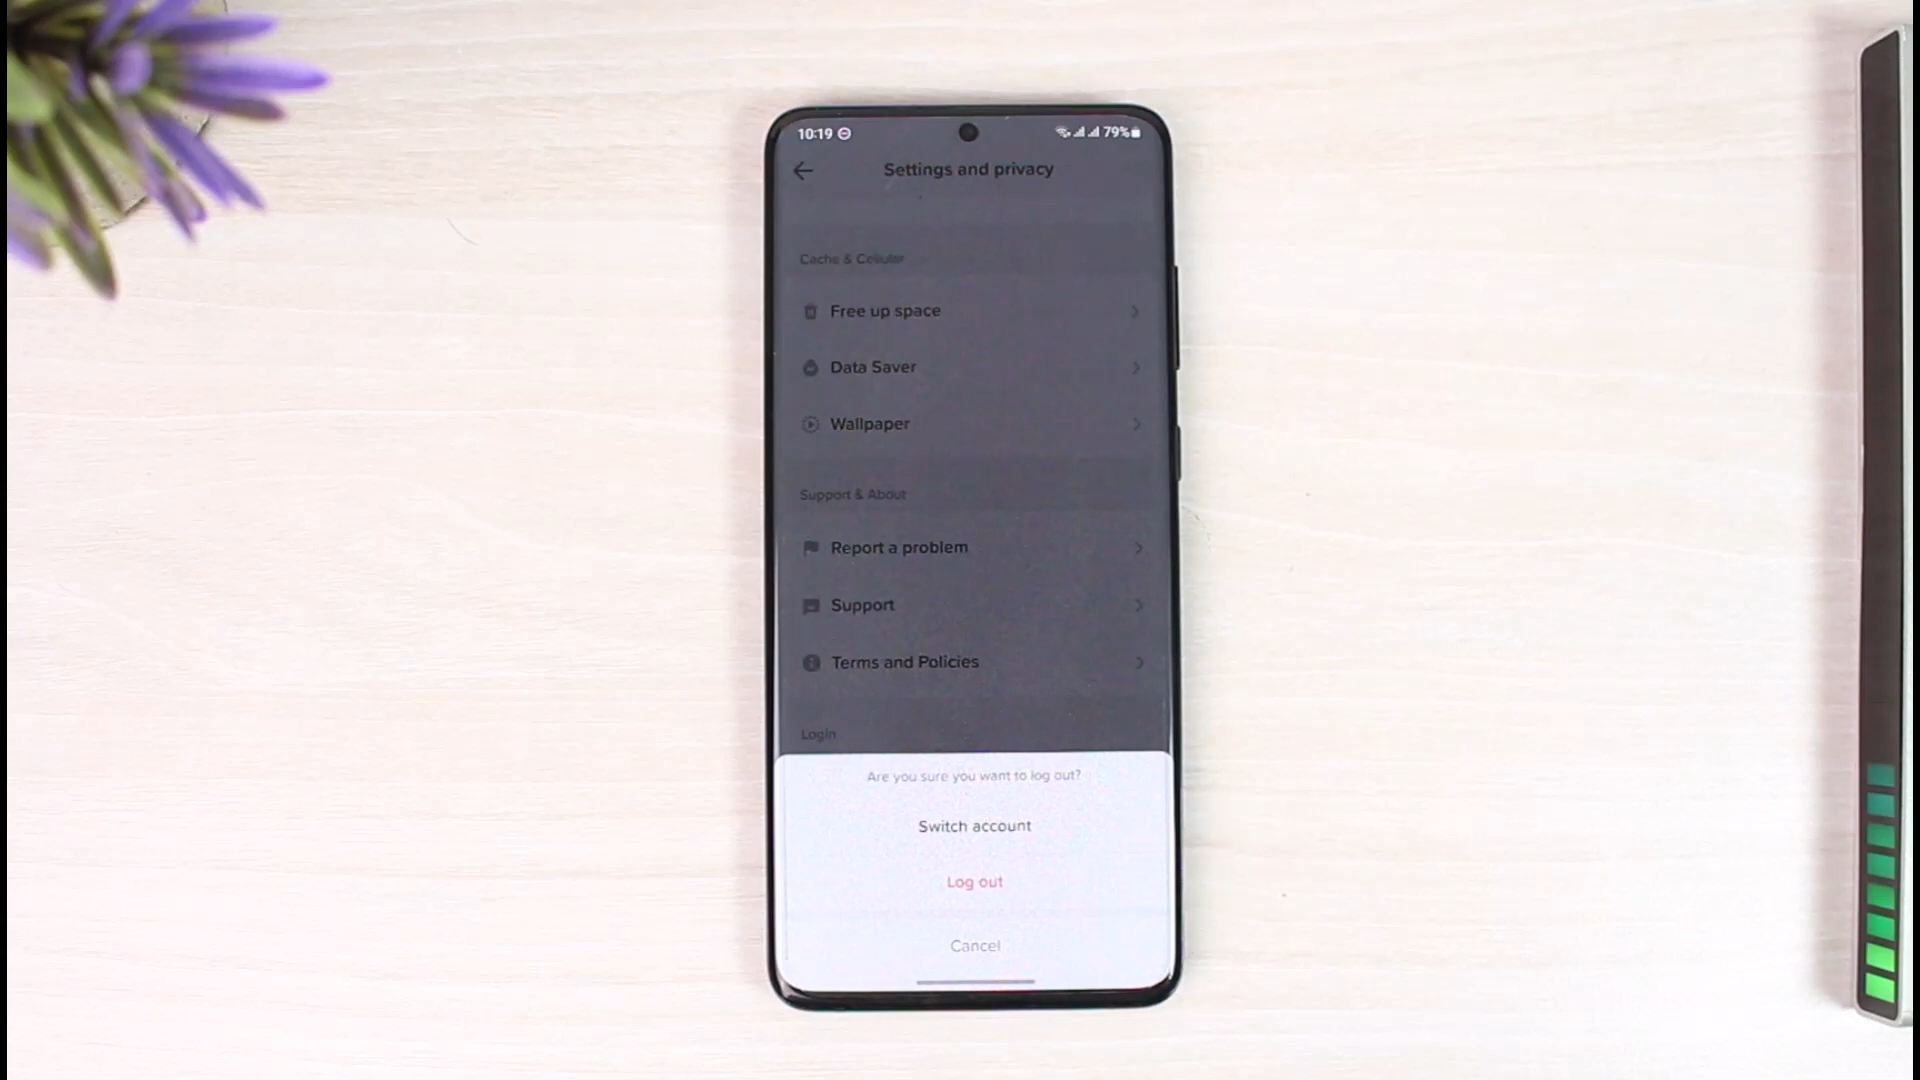 10:19
79%
Settings and privacy
Cache & Cellular
Free up space
Data Saver
Wallpaper
Support & About
Report a problem
Support
Terms and Policies
Login
Are you sure you want to log out?
Switch account
Log out
Cancel